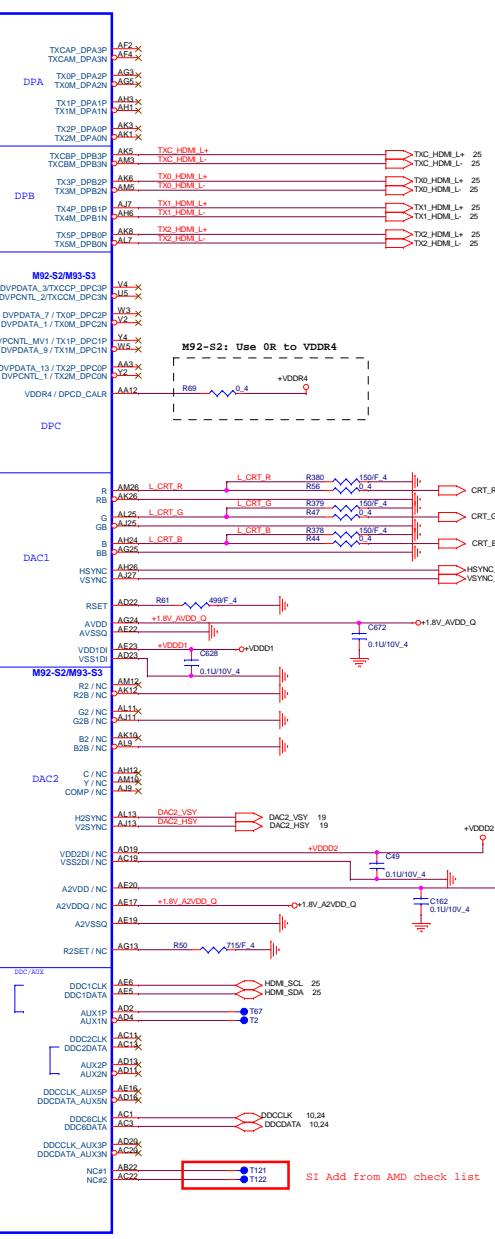 TXCAP_DPA3P AF2
TXCAM_DPA3N AF4
TX0P_DPA2P AG3
TX0M_DPA2N AG5
DPA
TX1P_DPA1P AH3
TX1M_DPA1N AH1
TX2P_DPA0P AK3
TX2M_DPA0N AK1
TXCBP_DPB3P AK5 TXC_HDMI_L+ TXC_HDMI_L+ 25
TXCBM_DPB3N AM3 TXC_HDMI_L- TXC_HDMI_L- 25
TX3P_DPB2P AK6 TX0_HDMI_L+ TX0_HDMI_L+ 25
TX3M_DPB2N AM5 TX0_HDMI_L- TX0_HDMI_L- 25
DPB
TX4P_DPB1P AJ7 TX1_HDMI_L+ TX1_HDMI_L+ 25
TX4M_DPB1N AH6 TX1_HDMI_L- TX1_HDMI_L- 25
TX5P_DPB0P AK8 TX2_HDMI_L+ TX2_HDMI_L+ 25
TX5M_DPB0N AL7 TX2_HDMI_L- TX2_HDMI_L- 25
M92-S2/M93-S3
DVPDATA_3/TXCCP_DPC3P V4
DVPCNTL_2/TXCCM_DPC3N U5
DVPDATA_7 / TX0P_DPC2P W3
DVPDATA_1 / TX0M_DPC2N V2
VPCNTL_MV1 / TX1P_DPC1P Y4
DVPDATA_9 / TX1M_DPC1N W5
M92-S2: Use 0R to VDDR4
DVPDATA_13 / TX2P_DPC0P AA3
DVPCNTL_1 / TX2M_DPC0N Y2
+VDDR4
VDDR4 / DPCD_CALR AA12 R69 0_4
DPC
L_CRT_R R380 150/F_4
R AM26 L_CRT_R R56 0_4 CRT_R
RB AK26
L_CRT_G R379 150/F_4
G AL25 L_CRT_G R47 0_4 CRT_G
GB AJ25
L_CRT_B R378 150/F_4
B AH24 L_CRT_B R44 0_4 CRT_B
BB AG25
DAC1
HSYNC AH26 HSYNC_
VSYNC AJ27 VSYNC_
RSET AD22 R61 499/F_4
AVDD AG24 +1.8V_AVDD_Q +1.8V_AVDD_Q
AVSSQ AE22 C672
0.1U/10V_4
VDD1DI AE23 +VDDD1 +VDDD1
VSS1DI AD23 C628
0.1U/10V_4
M92-S2/M93-S3
R2 / NC AM12
R2B / NC AK12
G2 / NC AL11
G2B / NC AJ11
B2 / NC AK10
B2B / NC AL9
C / NC AH12
DAC2
Y / NC AM10
COMP / NC AJ9
H2SYNC AL13 DAC2_VSY DAC2_VSY 19
V2SYNC AJ13 DAC2_HSY DAC2_HSY 19
+VDDD2
VDD2DI / NC AD19 +VDDD2
VSS2DI / NC AC19 C49
0.1U/10V_4
A2VDD / NC AE20
C162
0.1U/10V_4
A2VDDQ / NC AE17 +1.8V_A2VDD_Q +1.8V_A2VDD_Q
A2VSSQ AE19
R2SET / NC AG13 R50 715/F_4
DDC/AUX
DDC1CLK AE6 HDMI_SCL 25
DDC1DATA AE5 HDMI_SDA 25
AUX1P AD2 T67
AUX1N AD4 T2
DDC2CLK AC11
DDC2DATA AC13
AUX2P AD13
AUX2N AD11
DDCCLK_AUX5P AE16
DDCDATA_AUX5N AD16
DDC6CLK AC1 DDCCLK 10,24
DDC6DATA AC3 DDCDATA 10,24
DDCCLK_AUX3P AD20
DDCDATA_AUX3N AC20
NC#1 AB22 T121
NC#2 AC22 T122
SI Add from AMD check list